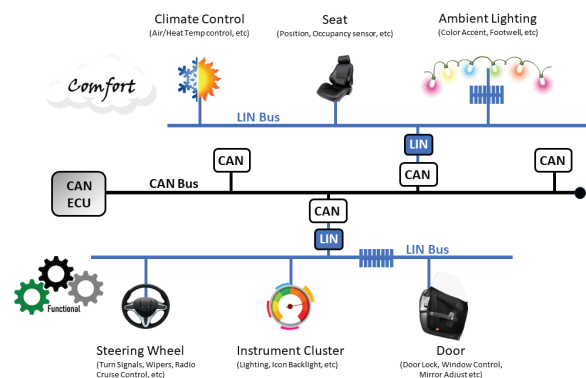 Climate Control
(Air/Heat Temp control, etc)
Seat
(Position, Occupancy sensor, etc)
Ambient Lighting
(Color Accent, Footwell, etc)
Comfort
LIN Bus
LIN
CAN
CAN
CAN
CAN
ECU
CAN Bus
CAN
LIN
LIN Bus
Functional
Steering Wheel
(Turn Signals, Wipers, Radio
Cruise Control, etc)
Instrument Cluster
(Lighting, Icon Backlight, etc)
Door
(Door Lock, Window Control,
Mirror Adjust etc)